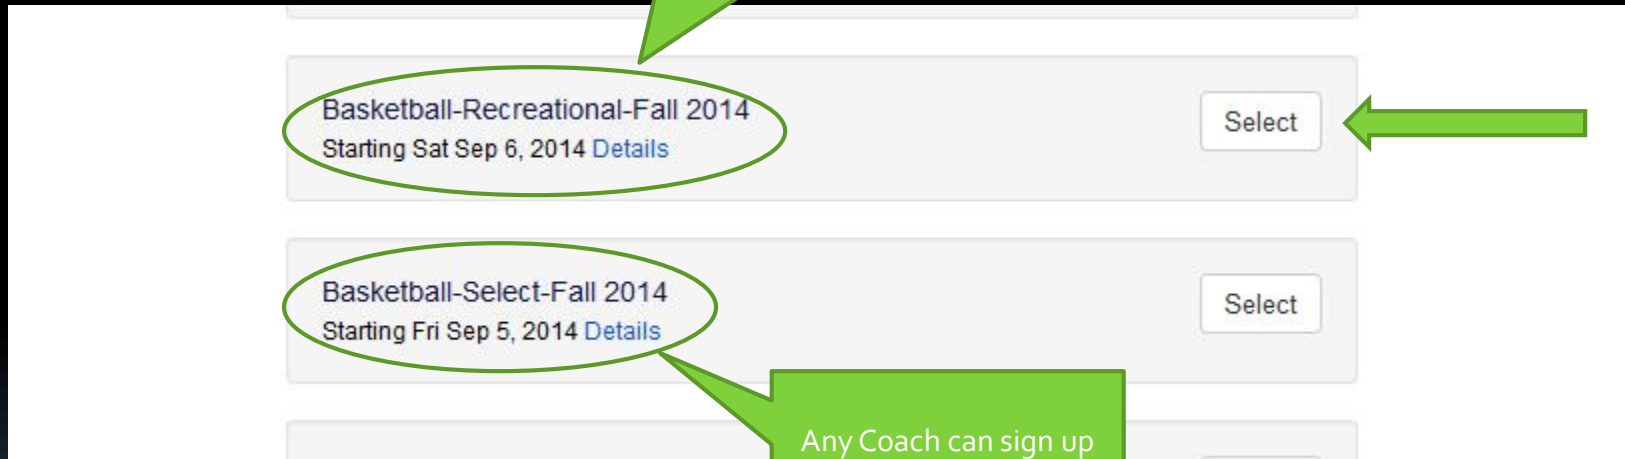 Basketball-Recreational-Fall 2014
Starting Sat Sep 6, 2014 Details
Select
Basketball-Select-Fall 2014
Starting Fri Sep 5, 2014 Details
Select
Any Coach can sign up